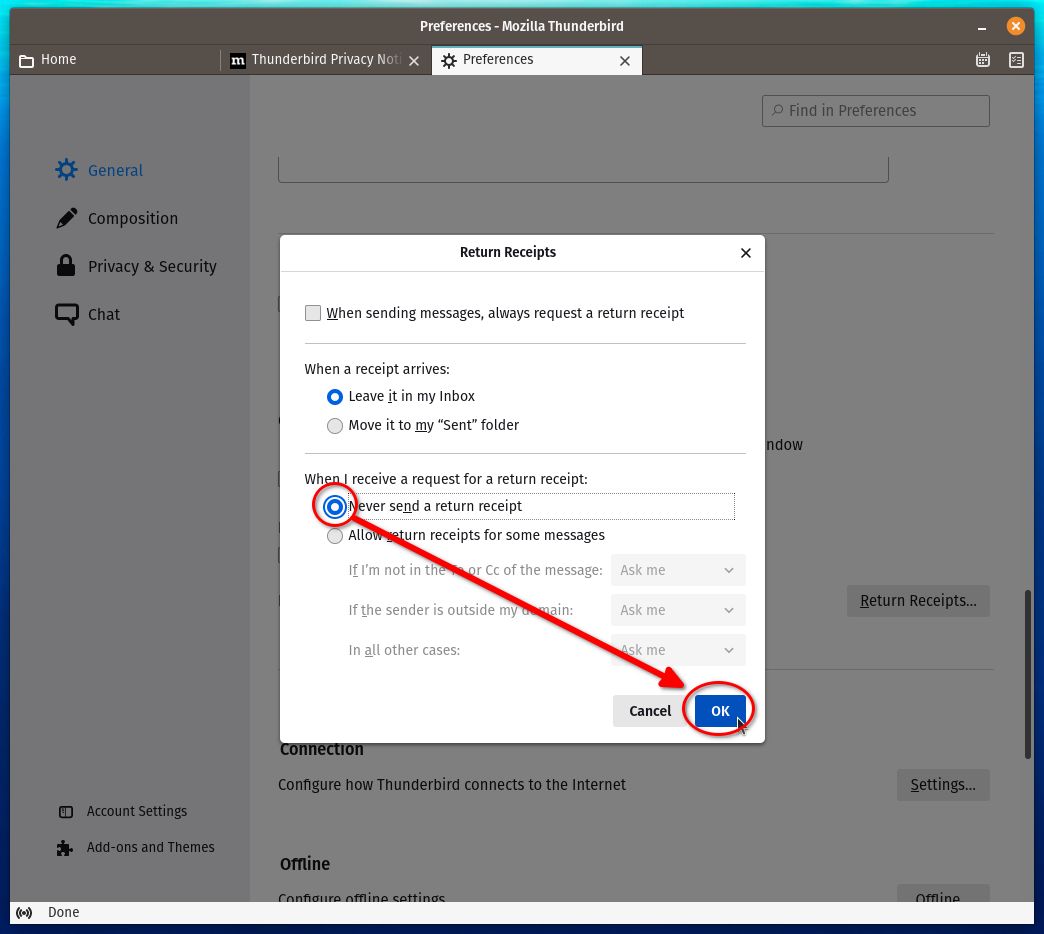 Preferences - Mozilla Thunderbird
Home
m
Thunderbird Privacy Noti
Preferences
Find in Preferences
General
Composition
Privacy & Security
Chat
Return Receipts
When sending messages, always request a return receipt
When a receipt arrives:
Leave it in my Inbox
Move it to my “Sent” folder
ndow
When I receive a request for a return receipt:
Never send a return receipt
Allow return receipts for some messages
If I’m not in the To or Cc of the message: Ask me
If the sender is outside my domain: Ask me
In all other cases: Ask me
Return Receipts...
Cancel
OK
Connection
Configure how Thunderbird connects to the Internet
Settings...
Account Settings
Add-ons and Themes
Offline
Configure offline settings
Offline...
Done